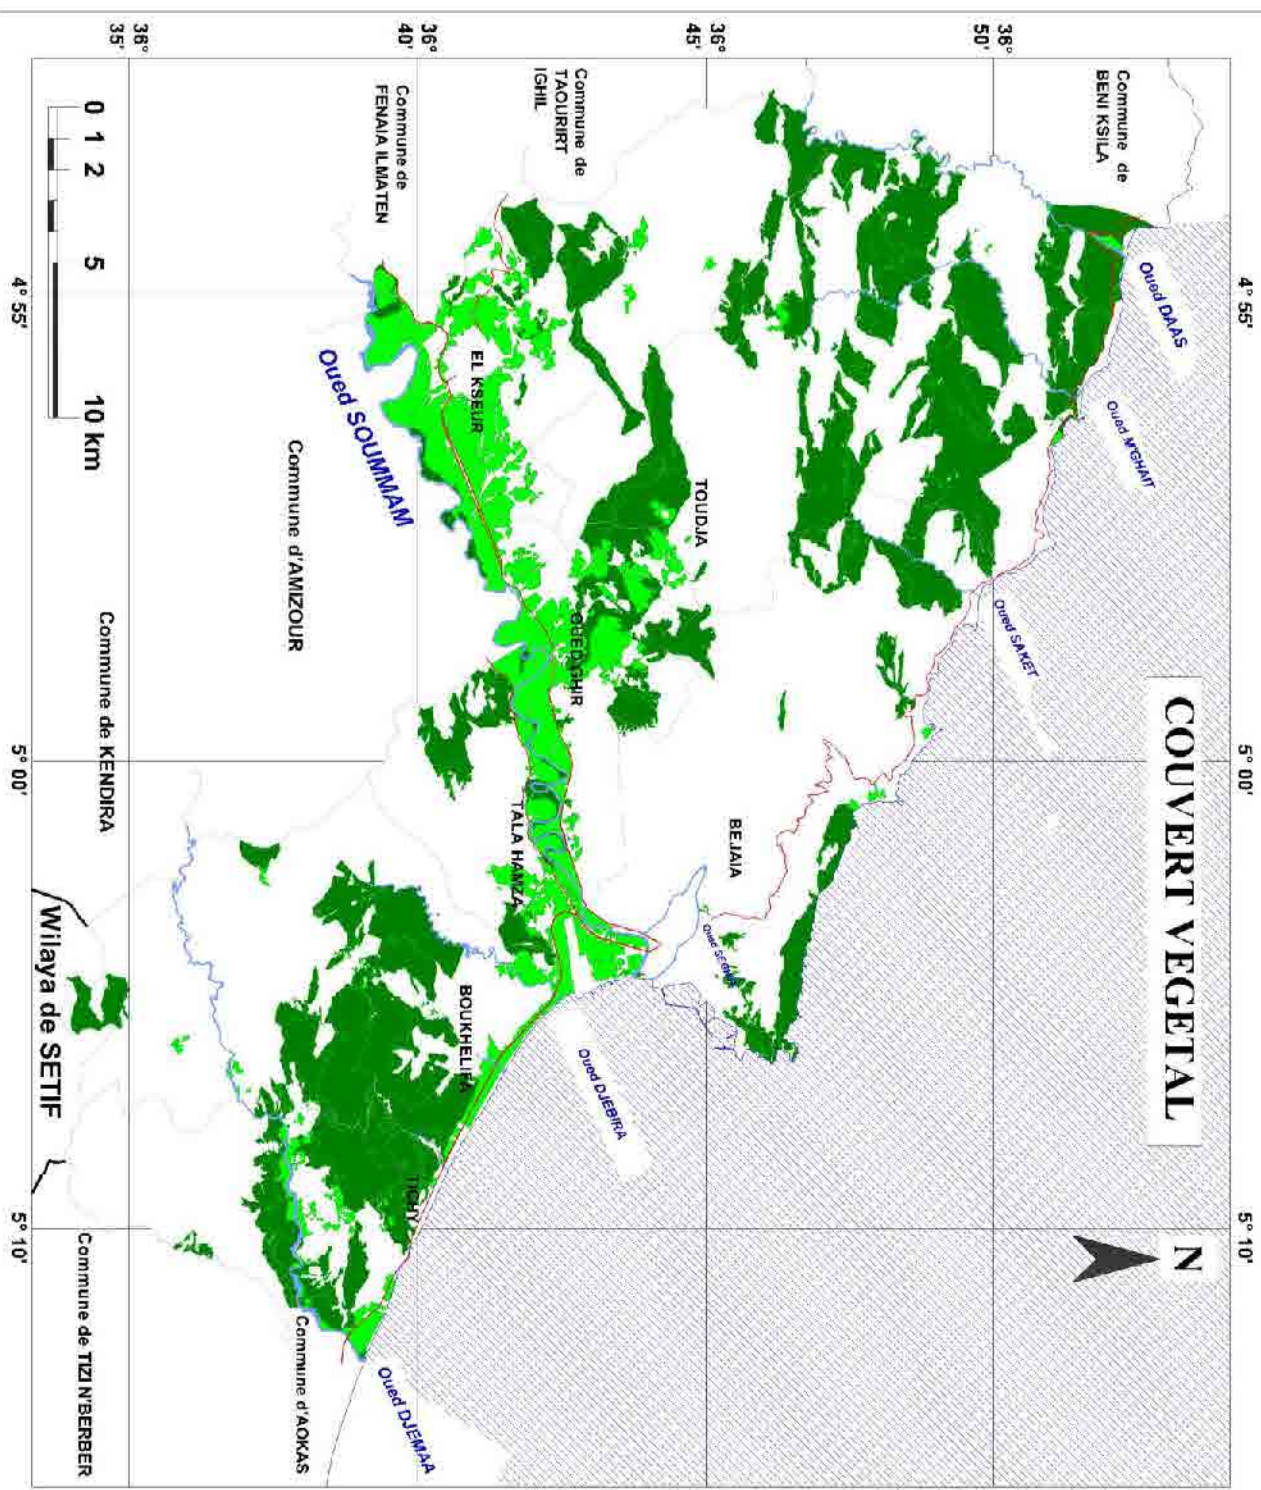 COUVERT VEGETAL
N
4° 55'
5° 00'
5° 10'
36°
50'
36°
45'
36°
40'
36°
35'
Commune de
BENI KSILA
Oued DAAS
Oued M'GHAIT
Oued SAKET
Commune de
TAOURIRT
IGHIL
TOUDJA
BEJAIA
Commune de
FENAIA ILMATEN
EL KSEUR
OUED GHIR
TALA HAMZA
Oued DJEBIRA
Oued SOUMMAM
BOUKHELIFA
TICHY
Commune d'AMIZOUR
Oued DJEMAA
Commune d'AOKAS
Commune de KENDIRA
Wilaya de SETIF
Commune de TIZI N'BERBER
0 1 2 5 10 km